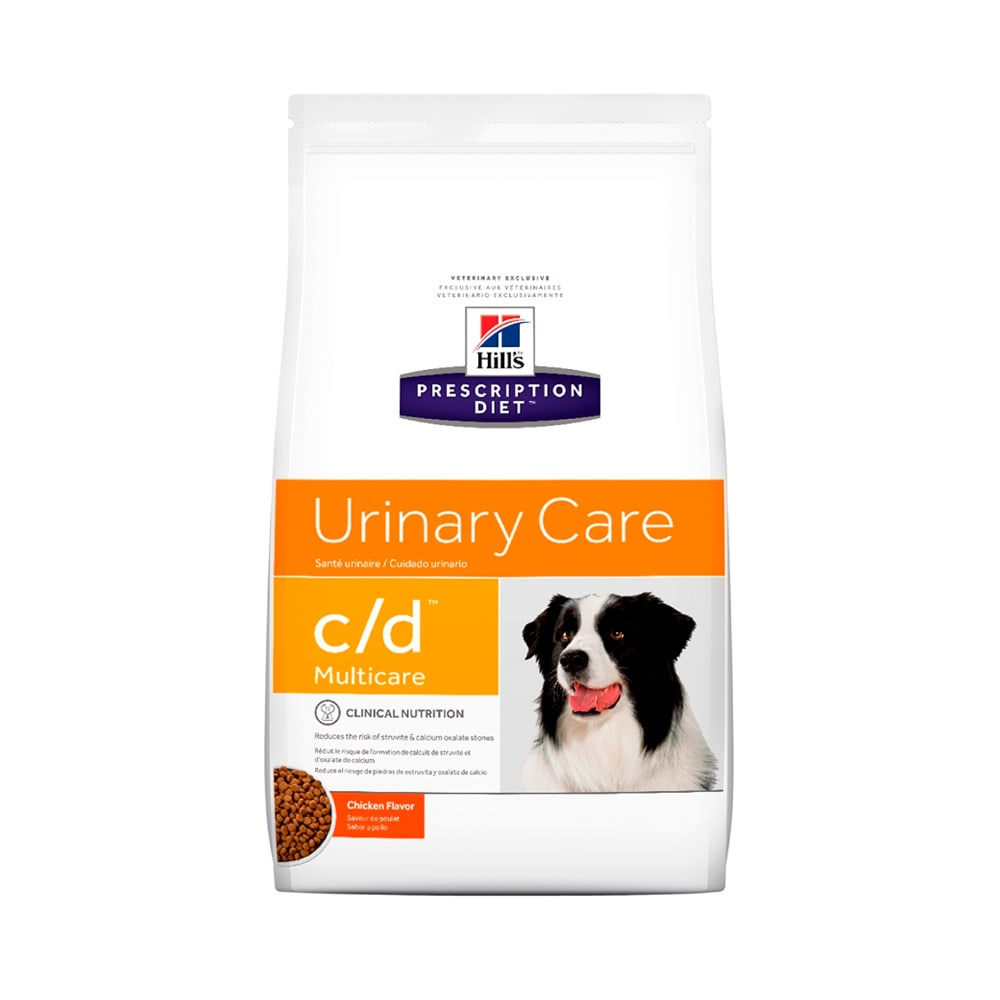 VETERINARY EXCLUSIVE
EXCLUSIVE AUX VÉTÉRINAIRES
VETERINARIO EXCLUSIVAMENTE
Hill's™
PRESCRIPTION
DIET™
Urinary Care
Santé urinaire / Cuidado urinario
c/d™
Multicare
CLINICAL NUTRITION
Reduces the risk of struvite & calcium oxalate stones
Réduit le risque de formation de calculs de struvite et
d'oxalate de calcium
Reduce el riesgo de piedras de estruvita y oxalato de calcio
Chicken Flavor
Saveur de poulet
Sabor a pollo